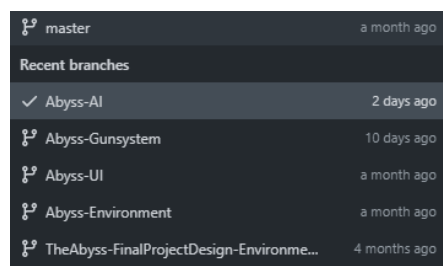 master a month ago
Recent branches
Abyss-AI 2 days ago
Abyss-Gunsystem 10 days ago
Abyss-UI a month ago
Abyss-Environment a month ago
TheAbyss-FinalProjectDesign-Environme... 4 months ago